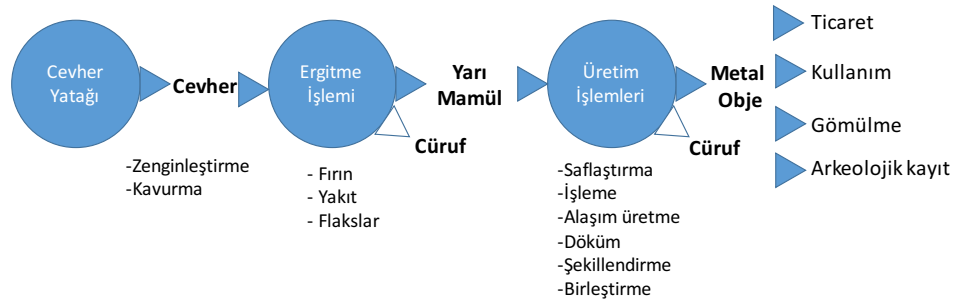 Cevher
Yatağı
Cevher
-Zenginleştirme
-Kavurma
Ergitme
İşlemi
- Fırın
- Yakıt
- Flakslar
Yarı
Mamül
Cüruf
Üretim
İşlemleri
-Saflaştırma
-İşleme
-Alaşım üretme
-Döküm
-Şekillendirme
-Birleştirme
Metal
Obje
Cüruf
Ticaret
Kullanım
Gömülme
Arkeolojik kayıt